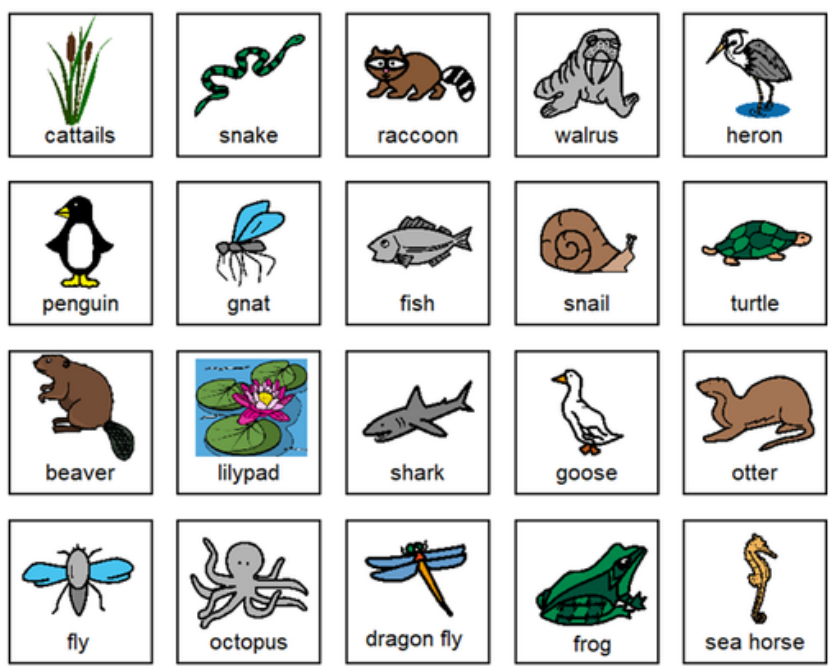 cattails
snake
raccoon
walrus
heron
penguin
gnat
fish
snail
turtle
beaver
lilypad
shark
goose
otter
fly
octopus
dragon fly
frog
sea horse